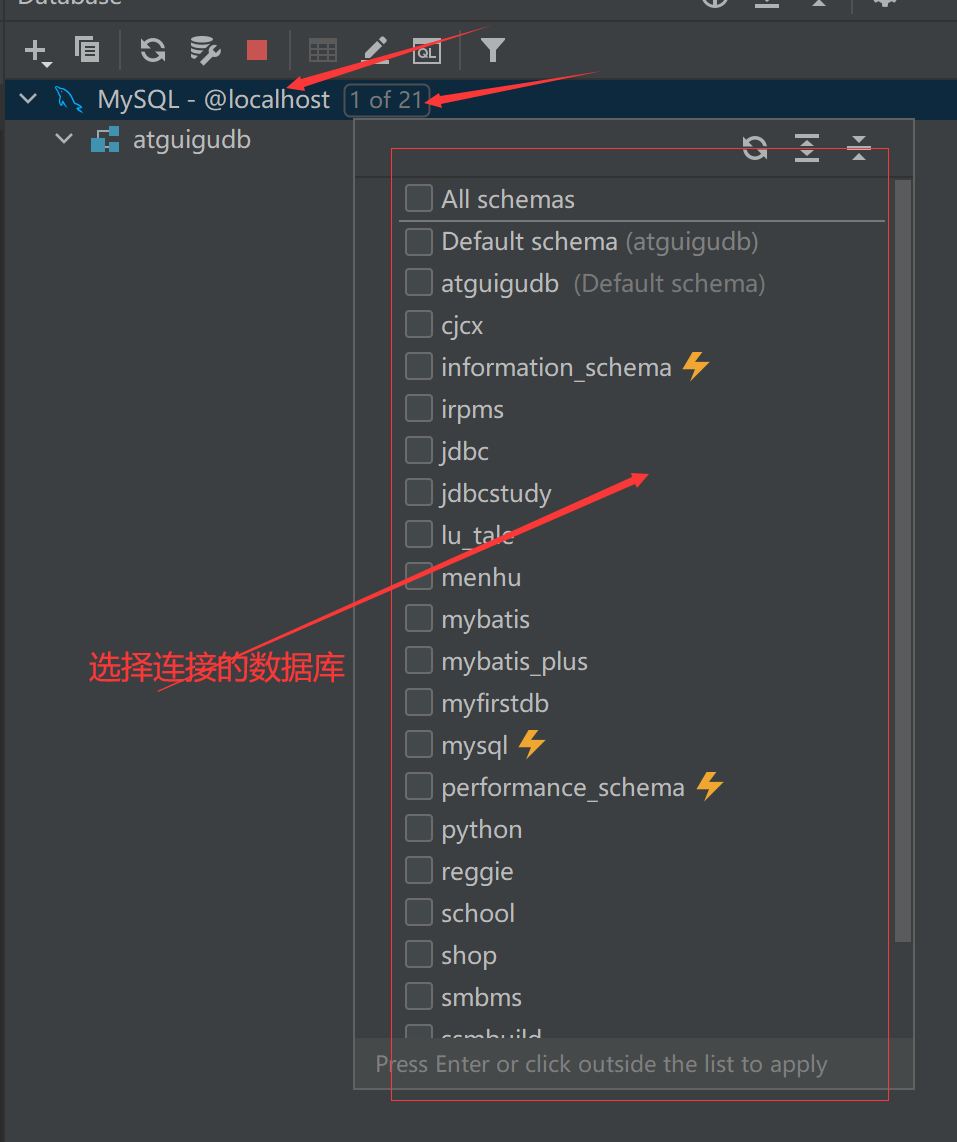 Database
MySQL - @localhost 1 of 21
atguigudb
All schemas
Default schema (atguigudb)
atguigudb (Default schema)
cjcx
information_schema
irpms
jdbc
jdbcstudy
lu_tale
menhu
mybatis
选择连接的数据库
mybatis_plus
myfirstdb
mysql
performance_schema
python
reggie
school
shop
smbms
ssmbuild
Press Enter or click outside the list to apply